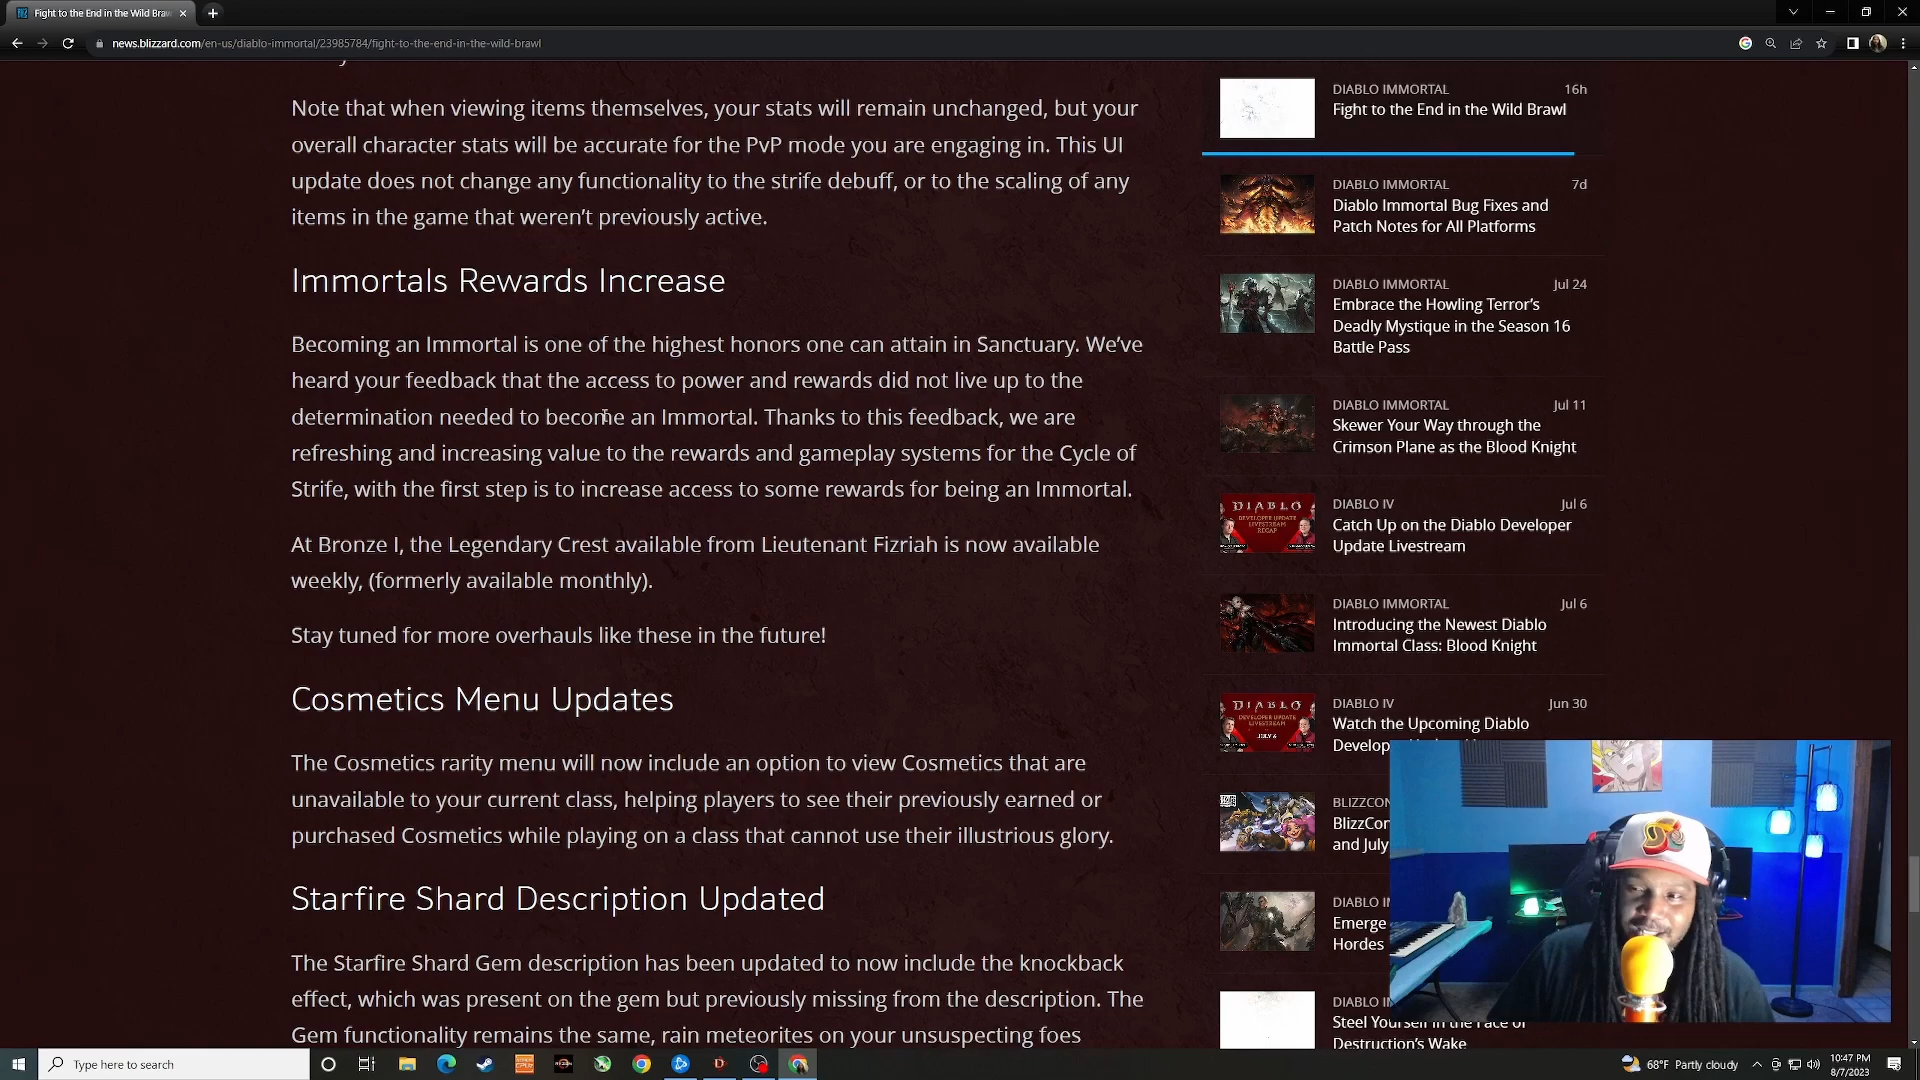 Fight to the End in the Wild Braw
news.blizzard.com/en-us/diablo-immortal/23985784/fight-to-the-end-in-the-wild-brawl
Note that when viewing items themselves, your stats will remain unchanged, but your
overall character stats will be accurate for the PvP mode you are engaging in. This UI
update does not change any functionality to the strife debuff, or to the scaling of any
items in the game that weren't previously active.
Immortals Rewards Increase
Becoming an Immortal is one of the highest honors one can attain in Sanctuary. We've
heard your feedback that the access to power and rewards did not live up to the
determination needed to become an Immortal. Thanks to this feedback, we are
refreshing and increasing value to the rewards and gameplay systems for the Cycle of
Strife, with the first step is to increase access to some rewards for being an Immortal.
At Bronze I, the Legendary Crest available from Lieutenant Fizriah is now available
weekly, (formerly available monthly).
Stay tuned for more overhauls like these in the future!
Cosmetics Menu Updates
The Cosmetics rarity menu will now include an option to view Cosmetics that are
unavailable to your current class, helping players to see their previously earned or
purchased Cosmetics while playing on a class that cannot use their illustrious glory.
Starfire Shard Description Updated
The Starfire Shard Gem description has been updated to now include the knockback
effect, which was present on the gem but previously missing from the description. The
Gem functionality remains the same, rain meteorites on your unsuspecting foes
DIABLO IMMORTAL 16h
Fight to the End in the Wild Brawl
DIABLO IMMORTAL 7d
Diablo Immortal Bug Fixes and
Patch Notes for All Platforms
DIABLO IMMORTAL Jul 24
Embrace the Howling Terror's
Deadly Mystique in the Season 16
Battle Pass
DIABLO IMMORTAL Jul 11
Skewer Your Way through the
Crimson Plane as the Blood Knight
DIABLO
DEVELOPER UPDATE
LIVESTREAM
RECAP
DIABLO IV Jul 6
Catch Up on the Diablo Developer
Update Livestream
DIABLO IMMORTAL Jul 6
Introducing the Newest Diablo
Immortal Class: Blood Knight
DIABLO
DEVELOPER UPDATE
LIVESTREAM
JULY 6
DIABLO IV Jun 30
Watch the Upcoming Diablo
Develop
BLIZZCON
BlizzCon
and July
DIABLO I
Emerge
Hordes
DIABLO I
Steel Yourself in the Face of
Destruction's Wake
Type here to search
68°F Partly cloudy
10:47 PM
8/7/2023